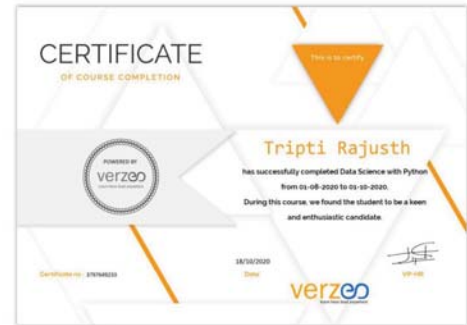 CERTIFICATE
OF COURSE COMPLETION
This is to certify
Tripti Rajusth
has successfully completed Data Science with Python
from 01-08-2020 to 01-10-2020.
During this course, we found the student to be a keen
and enthusiastic candidate.
POWERED BY
verzeo
18/10/2020
Date
VP-HR
Certificate no :
verzeo